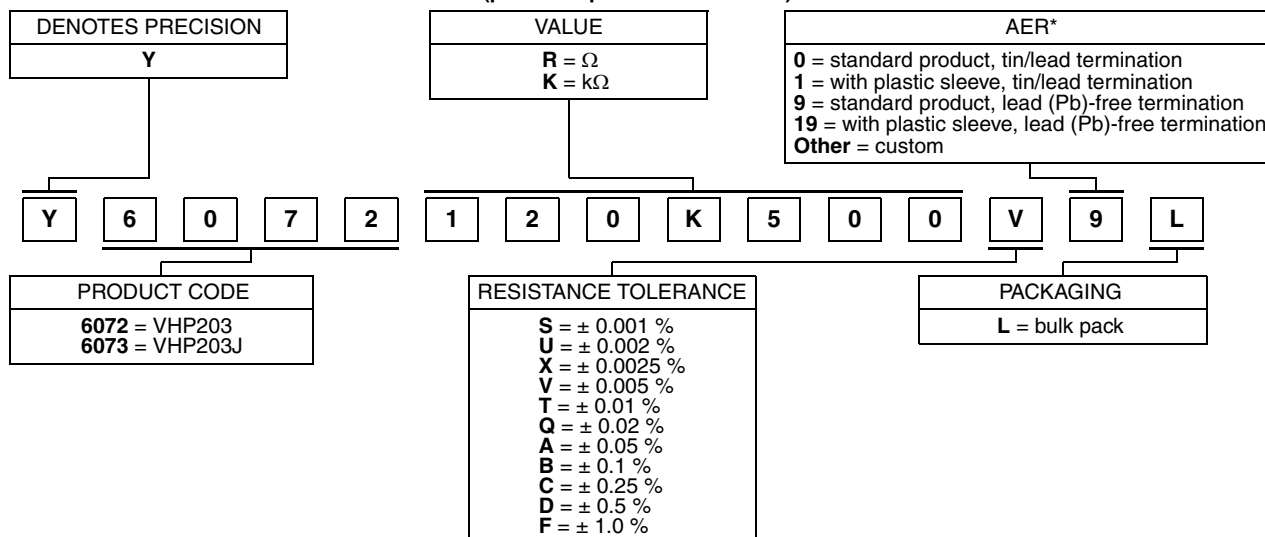 DENOTES PRECISION
Y
VALUE
R = Ω
K = kΩ
AER*
0 = standard product, tin/lead termination
1 = with plastic sleeve, tin/lead termination
9 = standard product, lead (Pb)-free termination
19 = with plastic sleeve, lead (Pb)-free termination
Other = custom
Y 6 0 7 2 1 2 0 K 5 0 0 V 9 L
PRODUCT CODE
6072 = VHP203
6073 = VHP203J
RESISTANCE TOLERANCE
S = ± 0.001 %
U = ± 0.002 %
X = ± 0.0025 %
V = ± 0.005 %
T = ± 0.01 %
Q = ± 0.02 %
A = ± 0.05 %
B = ± 0.1 %
C = ± 0.25 %
D = ± 0.5 %
F = ± 1.0 %
PACKAGING
L = bulk pack